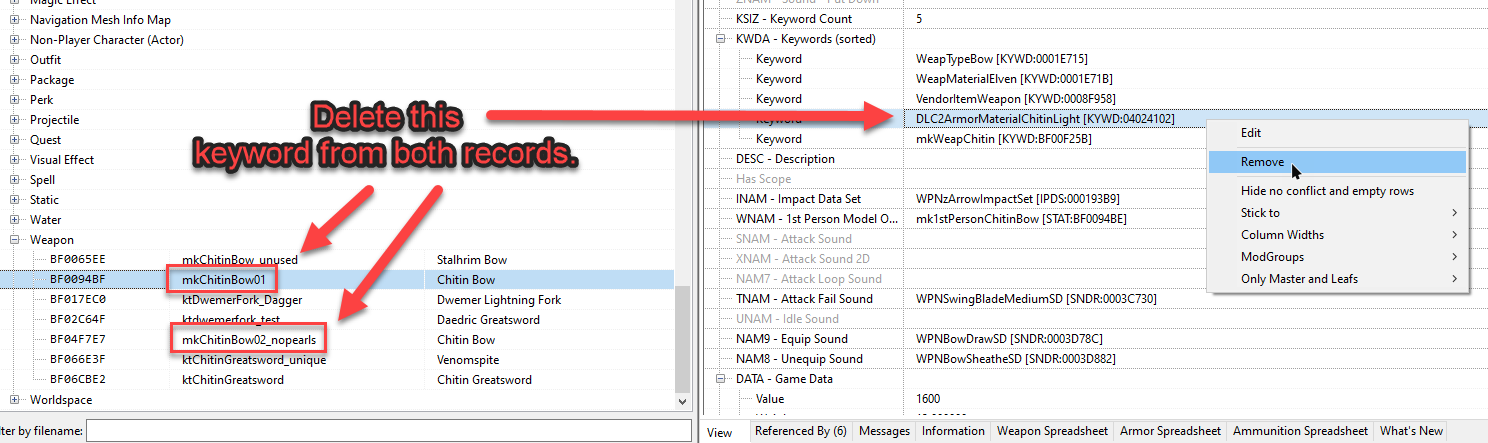 Magic Effect
Navigation Mesh Info Map
Non-Player Character (Actor)
Outfit
Package
Perk
Projectile
Quest
Visual Effect
Spell
Static
Water
Weapon
BF0065EE mkChitinBow_unused Stalhrim Bow
BF0094BF mkChitinBow01 Chitin Bow
BF017EC0 ktDwemerFork_Dagger Dwemer Lightning Fork
BF02C64F ktdwemerfork_test Daedric Greatsword
BF04F7E7 mkChitinBow02_nopearls Chitin Bow
BF066E3F ktChitinGreatsword_unique Venomspite
BF06CBE2 ktChitinGreatsword Chitin Greatsword
Worldspace
lter by filename:
Delete this
keyword from both records.
ZNAM - Sound - Put Down
KSIZ - Keyword Count 5
KWDA - Keywords (sorted)
Keyword WeapTypeBow [KYWD:0001E715]
Keyword WeapMaterialElven [KYWD:0001E71B]
Keyword VendorItemWeapon [KYWD:0008F958]
Keyword DLC2ArmorMaterialChitinLight [KYWD:04024102]
Keyword mkWeapChitin [KYWD:BF00F25B]
DESC - Description
Has Scope
INAM - Impact Data Set WPNzArrowImpactSet [IPDS:000193B9]
WNAM - 1st Person Model O... mk1stPersonChitinBow [STAT:BF0094BE]
SNAM - Attack Sound
XNAM - Attack Sound 2D
NAM7 - Attack Loop Sound
TNAM - Attack Fail Sound WPNSwingBladeMediumSD [SNDR:0003C730]
UNAM - Idle Sound
NAM9 - Equip Sound WPNBowDrawSD [SNDR:0003D78C]
NAM8 - Unequip Sound WPNBowSheatheSD [SNDR:0003D882]
DATA - Game Data
Value 1600
Edit
Remove
Hide no conflict and empty rows
Stick to
Column Widths
ModGroups
Only Master and Leafs
View Referenced By (6) Messages Information Weapon Spreadsheet Armor Spreadsheet Ammunition Spreadsheet What's New